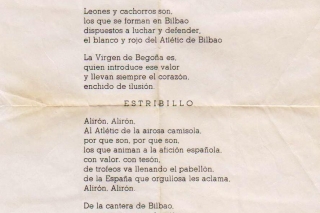 Leones y cachorros son,
los que se forman en Bilbao
dispuestos a luchar y defender,
el blanco y rojo del Atlétic de Bilbao
La Virgen de Begoña es,
quien introduce ese valor
y llevan siempre el corazón,
enchido de ilusión.
ESTRIBILLO
Alirón, Alirón.
Al Atlétic de la airosa camisola,
por que son, por que son,
los que animan a la afición española,
con valor. con tesón,
de trofeos va llenando el pabellón,
de la España que orgullosa les aclama,
Alirón. Alirón.
De la cantera de Bilbao,